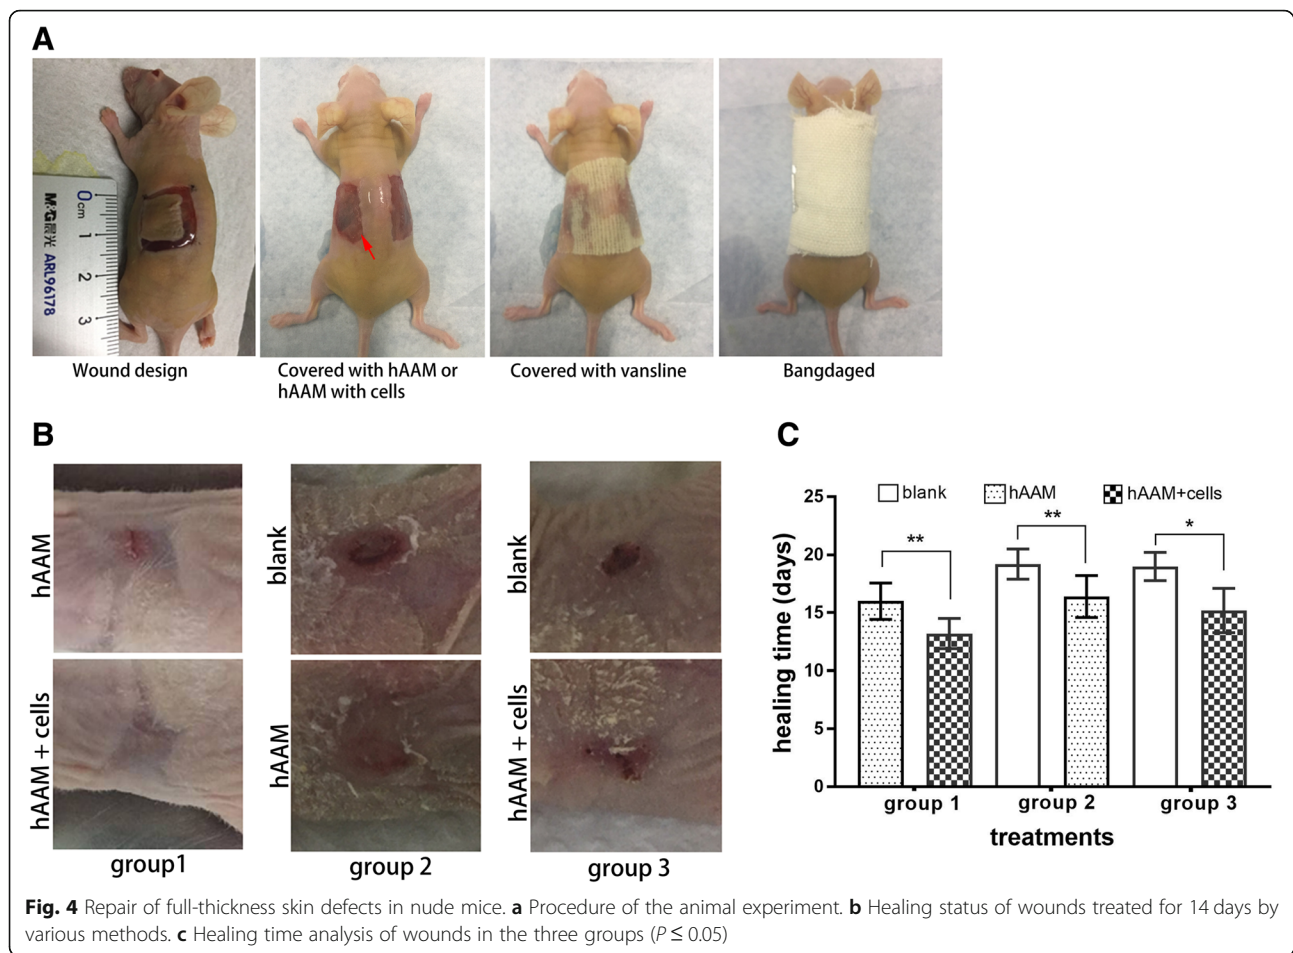 A
0cm 1 2 3
M&G晨光 ARL96178
Wound design
Covered with hAAM or
hAAM with cells
Covered with vansline
Bangdaged
B
hAAM
blank
blank
hAAM + cells
hAAM
hAAM + cells
group1
group 2
group 3
C
blank
hAAM
hAAM+cells
healing time (days)
25
20
15
10
5
0
**
**
*
group 1
group 2
group 3
treatments
Fig. 4 Repair of full-thickness skin defects in nude mice. a Procedure of the animal experiment. b Healing status of wounds treated for 14 days by
various methods. c Healing time analysis of wounds in the three groups (P ≤ 0.05)